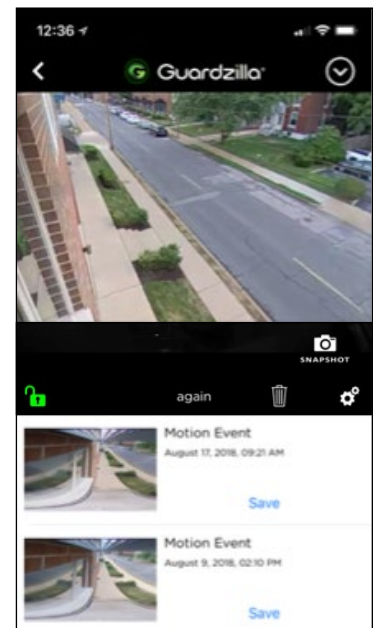 12:36
Guardzilla
SNAPSHOT
again
Motion Event
August 17, 2018, 09:21 AM
Save
Motion Event
August 9, 2018, 02:10 PM
Save